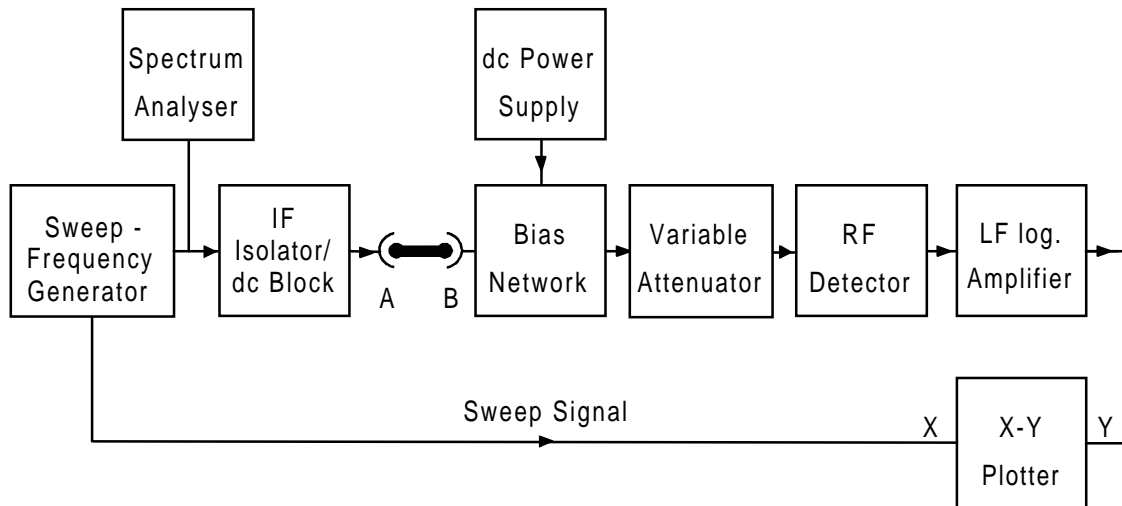 Spectrum
Analyser
dc Power
Supply
Sweep -
Frequency
Generator
IF
Isolator/
dc Block
A
B
Bias
Network
Variable
Attenuator
RF
Detector
LF log.
Amplifier
Sweep Signal
X
X-Y
Plotter
Y